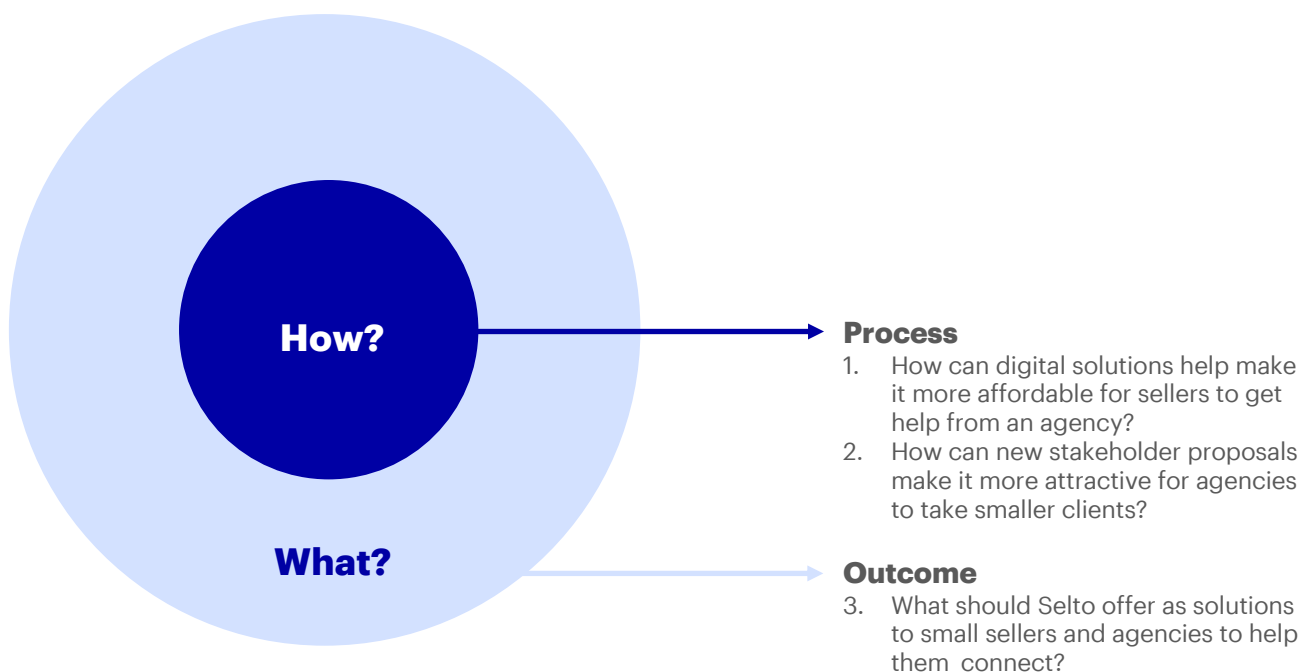 How?
What?
Process
1. How can digital solutions help make
it more affordable for sellers to get
help from an agency?
2. How can new stakeholder proposals
make it more attractive for agencies
to take smaller clients?
Outcome
3. What should Selto offer as solutions
to small sellers and agencies to help
them connect?